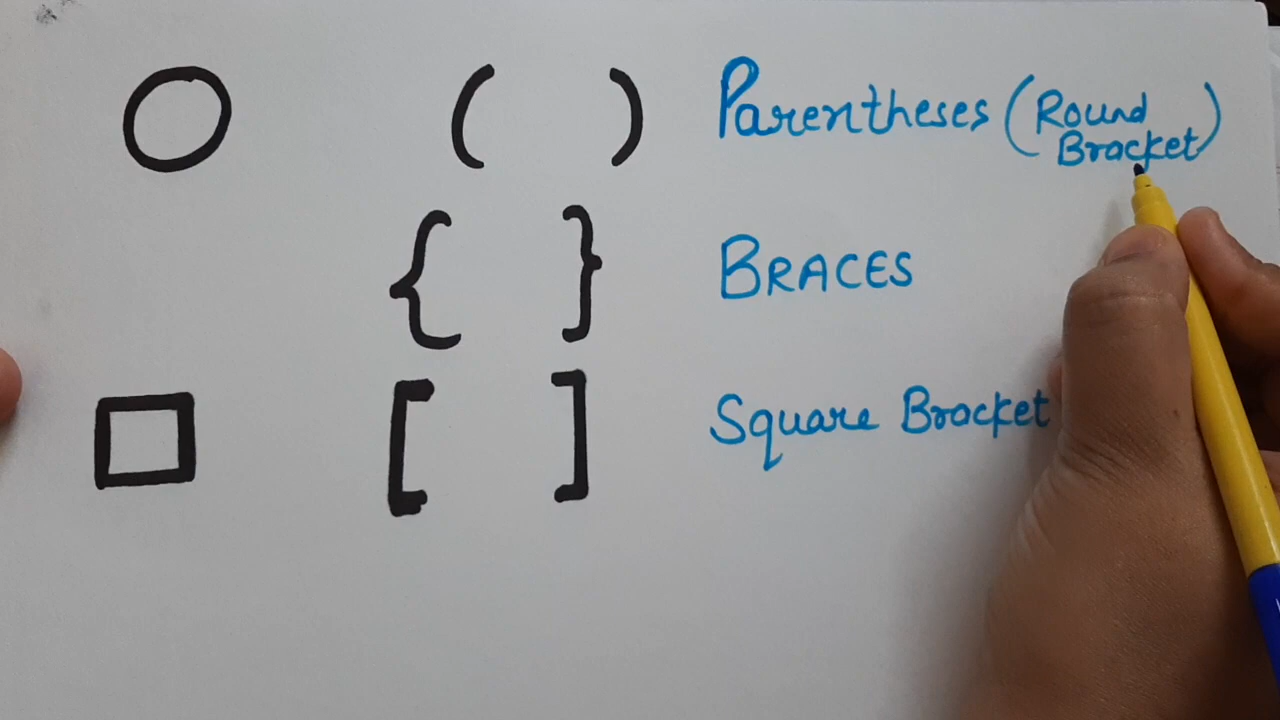 ( ) Parentheses (Round
Bracket)
{ } BRACES
[ ] Square Bracket